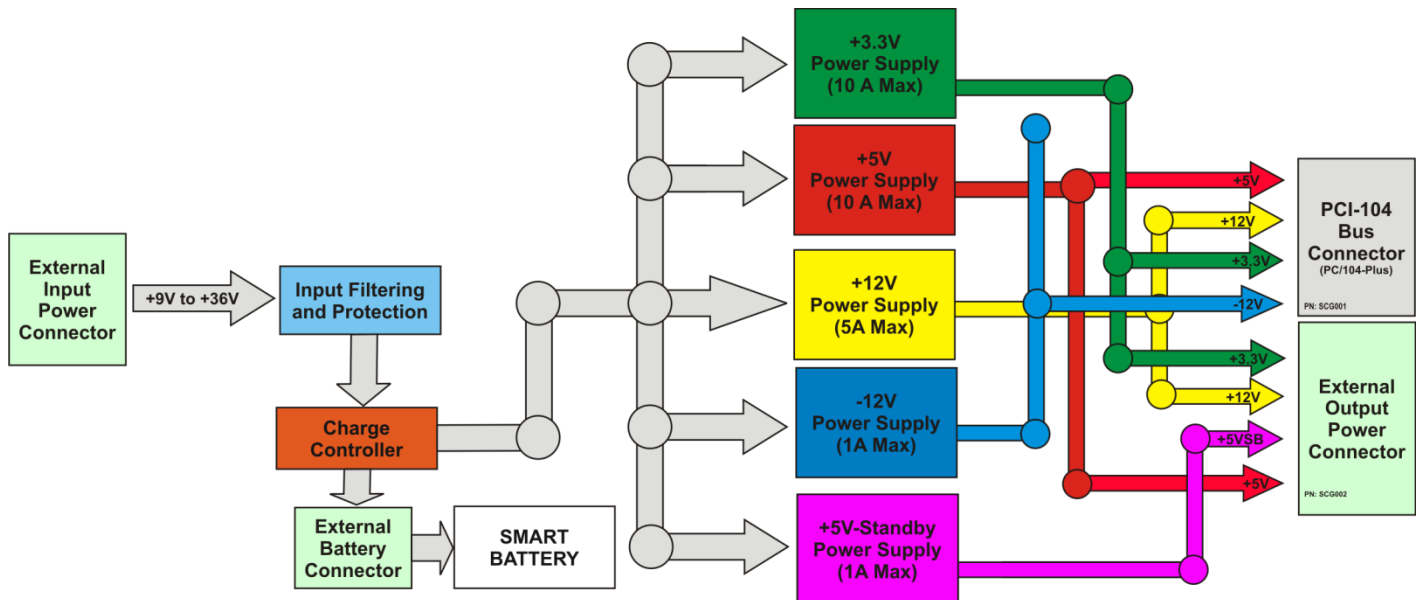 External
Input
Power
Connector
+9V to +36V
Input Filtering
and Protection
Charge
Controller
External
Battery
Connector
SMART
BATTERY
+3.3V
Power Supply
(10 A Max)
+5V
Power Supply
(10 A Max)
+12V
Power Supply
(5A Max)
-12V
Power Supply
(1A Max)
+5V-Standby
Power Supply
(1A Max)
+5V
+12V
+3.3V
-12V
+3.3V
+12V
+5VSB
+5V
PCI-104
Bus
Connector
(PC/104-Plus)
PN: SCG001
External
Output
Power
Connector
PN: SCG002